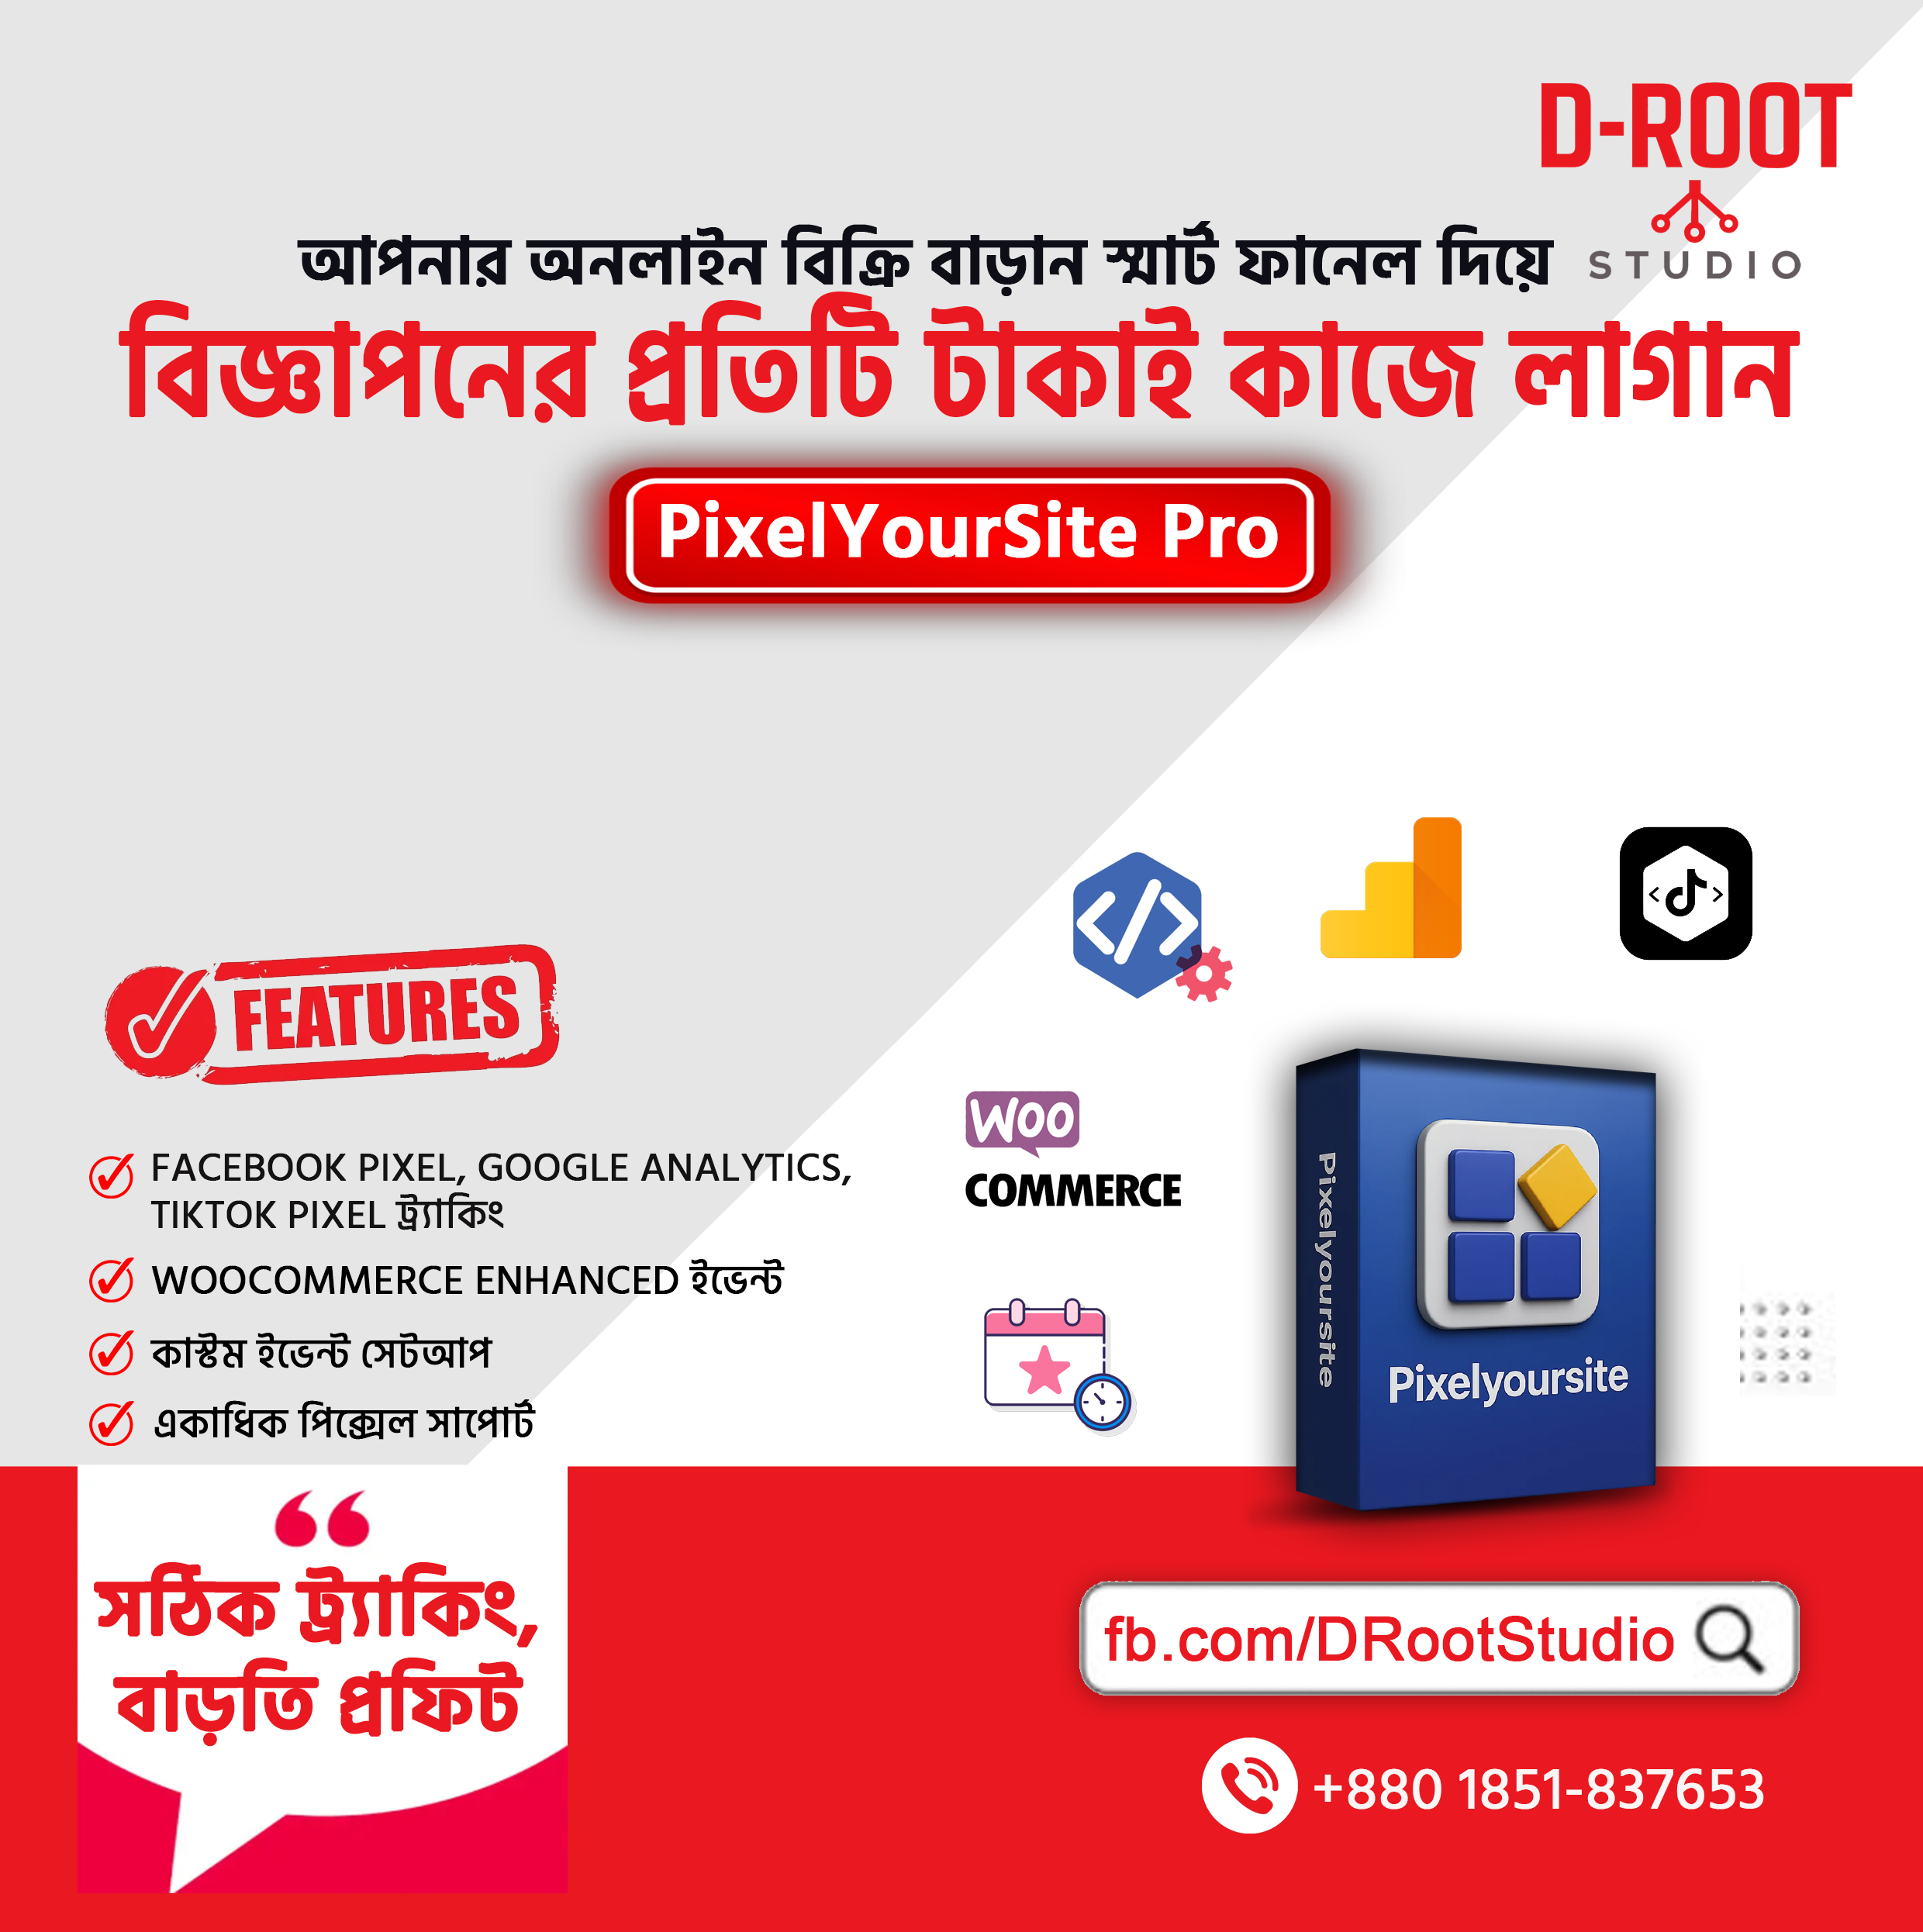 D-ROOT
STUDIO
আপনার অনলাইন বিক্রি বাড়ান স্মার্ট ফানেল দিয়ে
বিজ্ঞাপনের প্রতিটি টাকাই কাজে লাগান
PixelYourSite Pro
FEATURES
FACEBOOK PIXEL, GOOGLE ANALYTICS,
TIKTOK PIXEL ট্র্যাকিং
WOOCOMMERCE ENHANCED ইভেন্ট
কাস্টম ইভেন্ট সেটআপ
একাধিক পিক্সেল সাপোর্ট
WOO
COMMERCE
Pixelyoursite
Pixelyoursite
“
সঠিক ট্র্যাকিং,
বাড়তি প্রফিট
fb.com/DRootStudio
+880 1851-837653